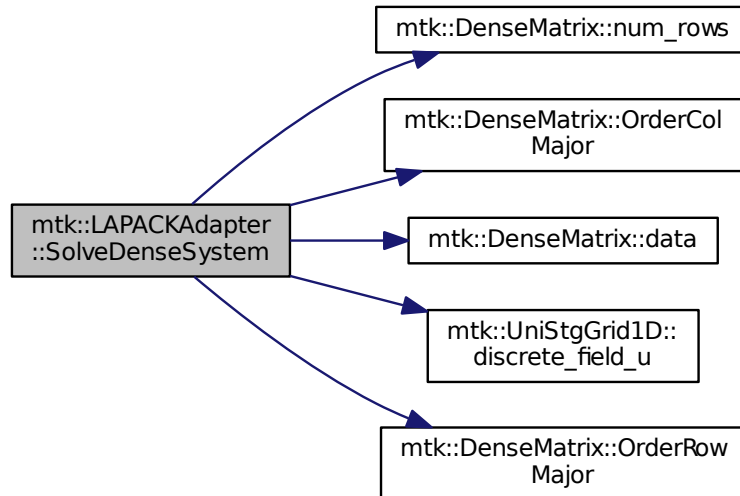 mtk::DenseMatrix::num_rows
mtk::DenseMatrix::OrderCol
Major
mtk::LAPACKAdapter
::SolveDenseSystem
mtk::DenseMatrix::data
mtk::UniStgGrid1D::
discrete_field_u
mtk::DenseMatrix::OrderRow
Major